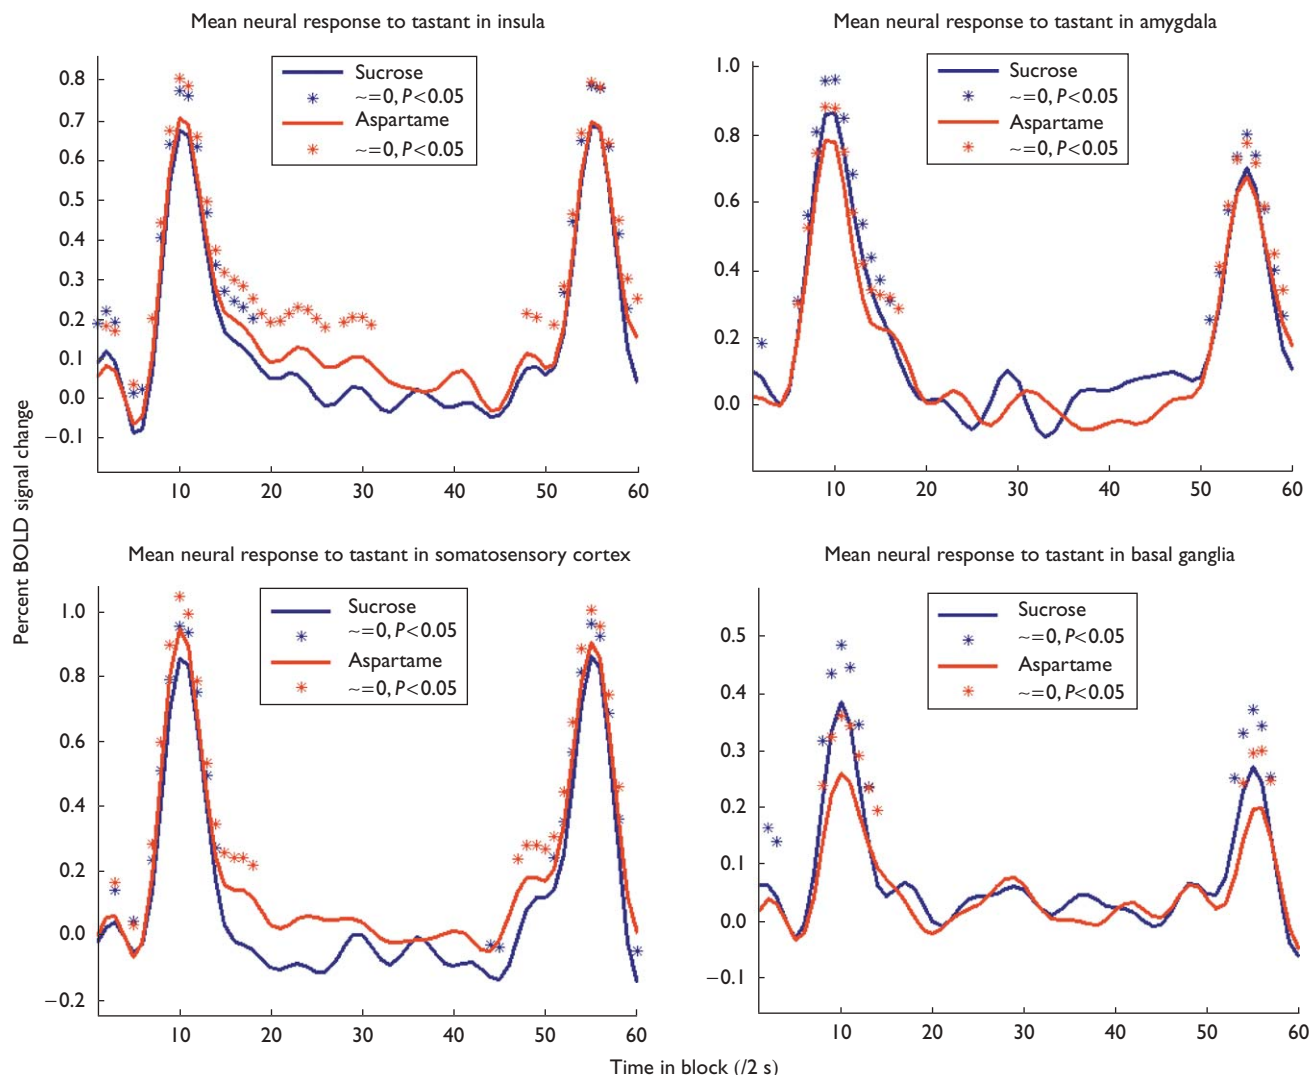 Mean neural response to tastant in insula
Sucrose
~=0, P<0.05
Aspartame
~=0, P<0.05
0.8
0.7
0.6
0.5
0.4
0.3
0.2
0.1
0.0
−0.1
10 20 30 40 50 60
Mean neural response to tastant in amygdala
Sucrose
~=0, P<0.05
Aspartame
~=0, P<0.05
1.0
0.8
0.6
0.4
0.2
0.0
10 20 30 40 50 60
Percent BOLD signal change
Mean neural response to tastant in somatosensory cortex
Sucrose
~=0, P<0.05
Aspartame
~=0, P<0.05
1.0
0.8
0.6
0.4
0.2
0.0
−0.2
10 20 30 40 50 60
Mean neural response to tastant in basal ganglia
Sucrose
~=0, P<0.05
Aspartame
~=0, P<0.05
0.5
0.4
0.3
0.2
0.1
0.0
−0.1
10 20 30 40 50 60
Time in block (/2 s)